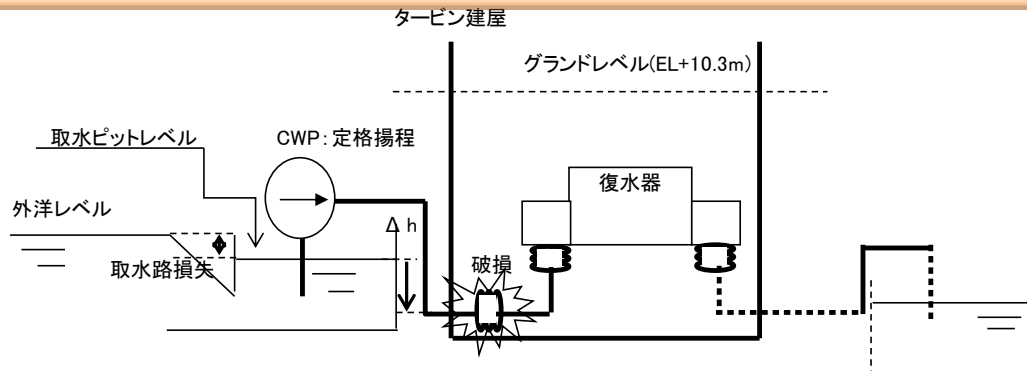 タービン建屋
グランドレベル(EL+10.3m)
取水ピットレベル
CWP：定格揚程
復水器
外洋レベル
Δh
取水路損失
破損